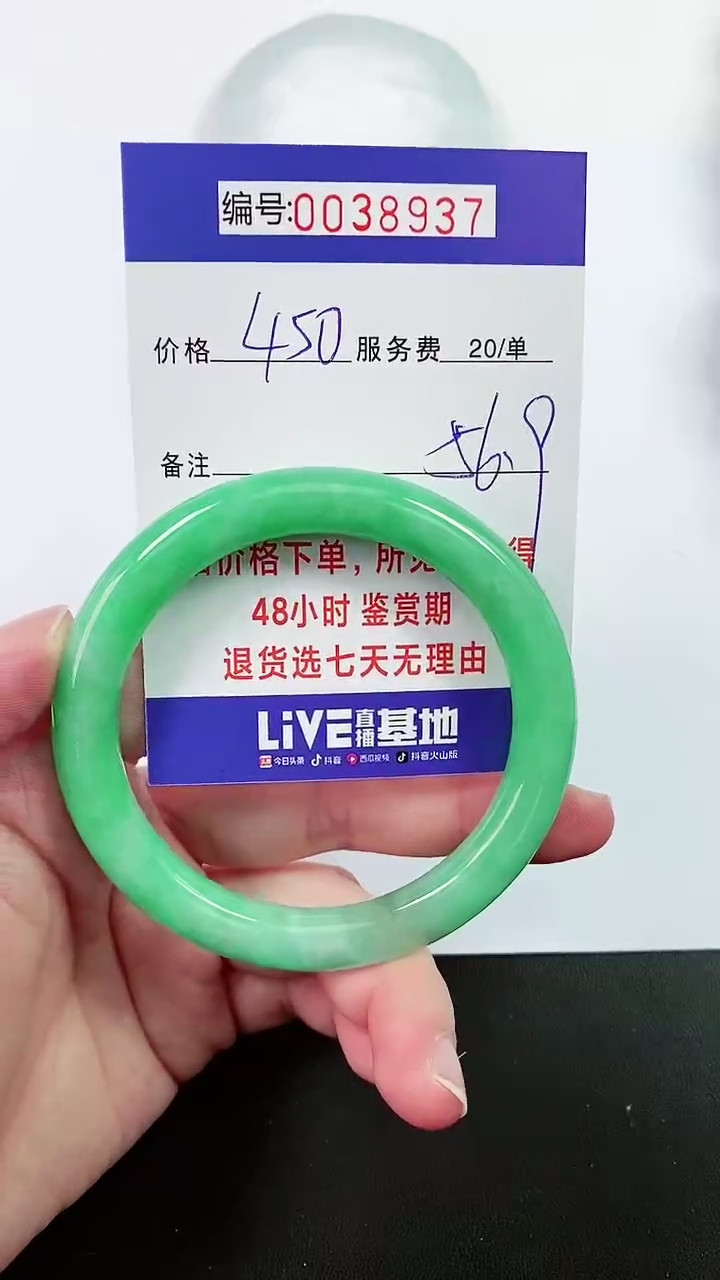 编号:0038937
价格 450 服务费 20/单
备注 56.9
价格下单，所见 得
48小时 鉴赏期
退货选七天无理由
LiVE直播基地
今日头条 抖音 西瓜视频 抖音火山版